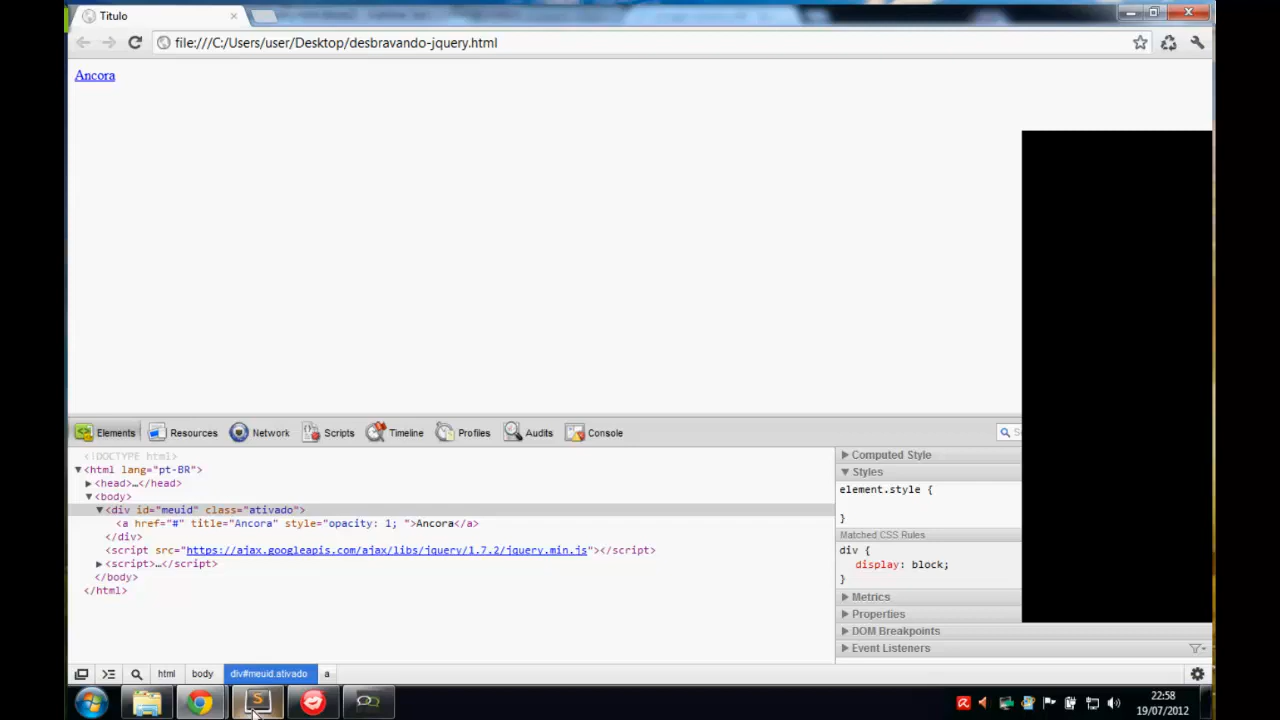 Titulo
file:///C:/Users/user/Desktop/desbravando-jquery.html
Ancora
Elements Resources Network Scripts Timeline Profiles Audits Console
<!DOCTYPE html>
<html lang="pt-BR">
<head>…</head>
<body>
<div id="meuid" class="ativado">
<a href="#" title="Ancora" style="opacity: 1; ">Ancora</a>
</div>
<script src="https://ajax.googleapis.com/ajax/libs/jquery/1.7.2/jquery.min.js"></script>
<script>…</script>
</body>
</html>
Computed Style
Styles
element.style {
}
Matched CSS Rules
div {
display: block;
}
Metrics
Properties
DOM Breakpoints
Event Listeners
html body div#meuid.ativado a
22:58
19/07/2012